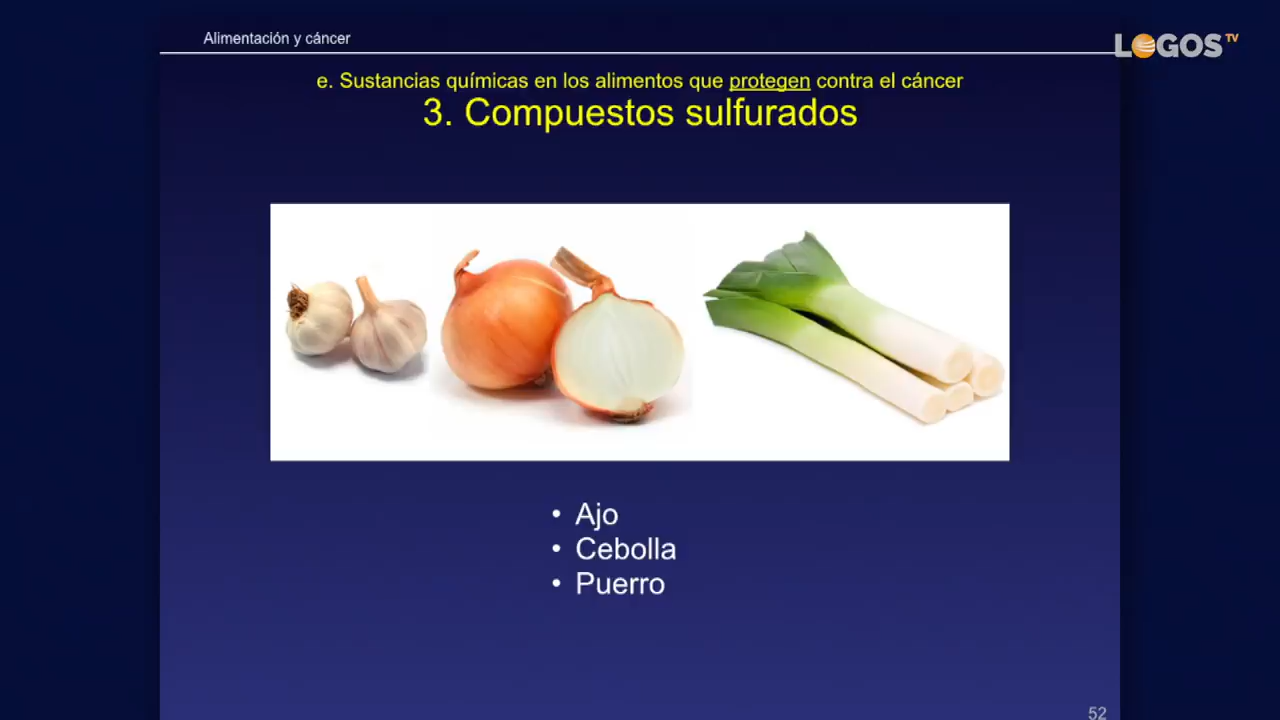 Alimentación y cáncer
LOGOS TV
e. Sustancias químicas en los alimentos que protegen contra el cáncer
3. Compuestos sulfurados
• Ajo
• Cebolla
• Puerro
52